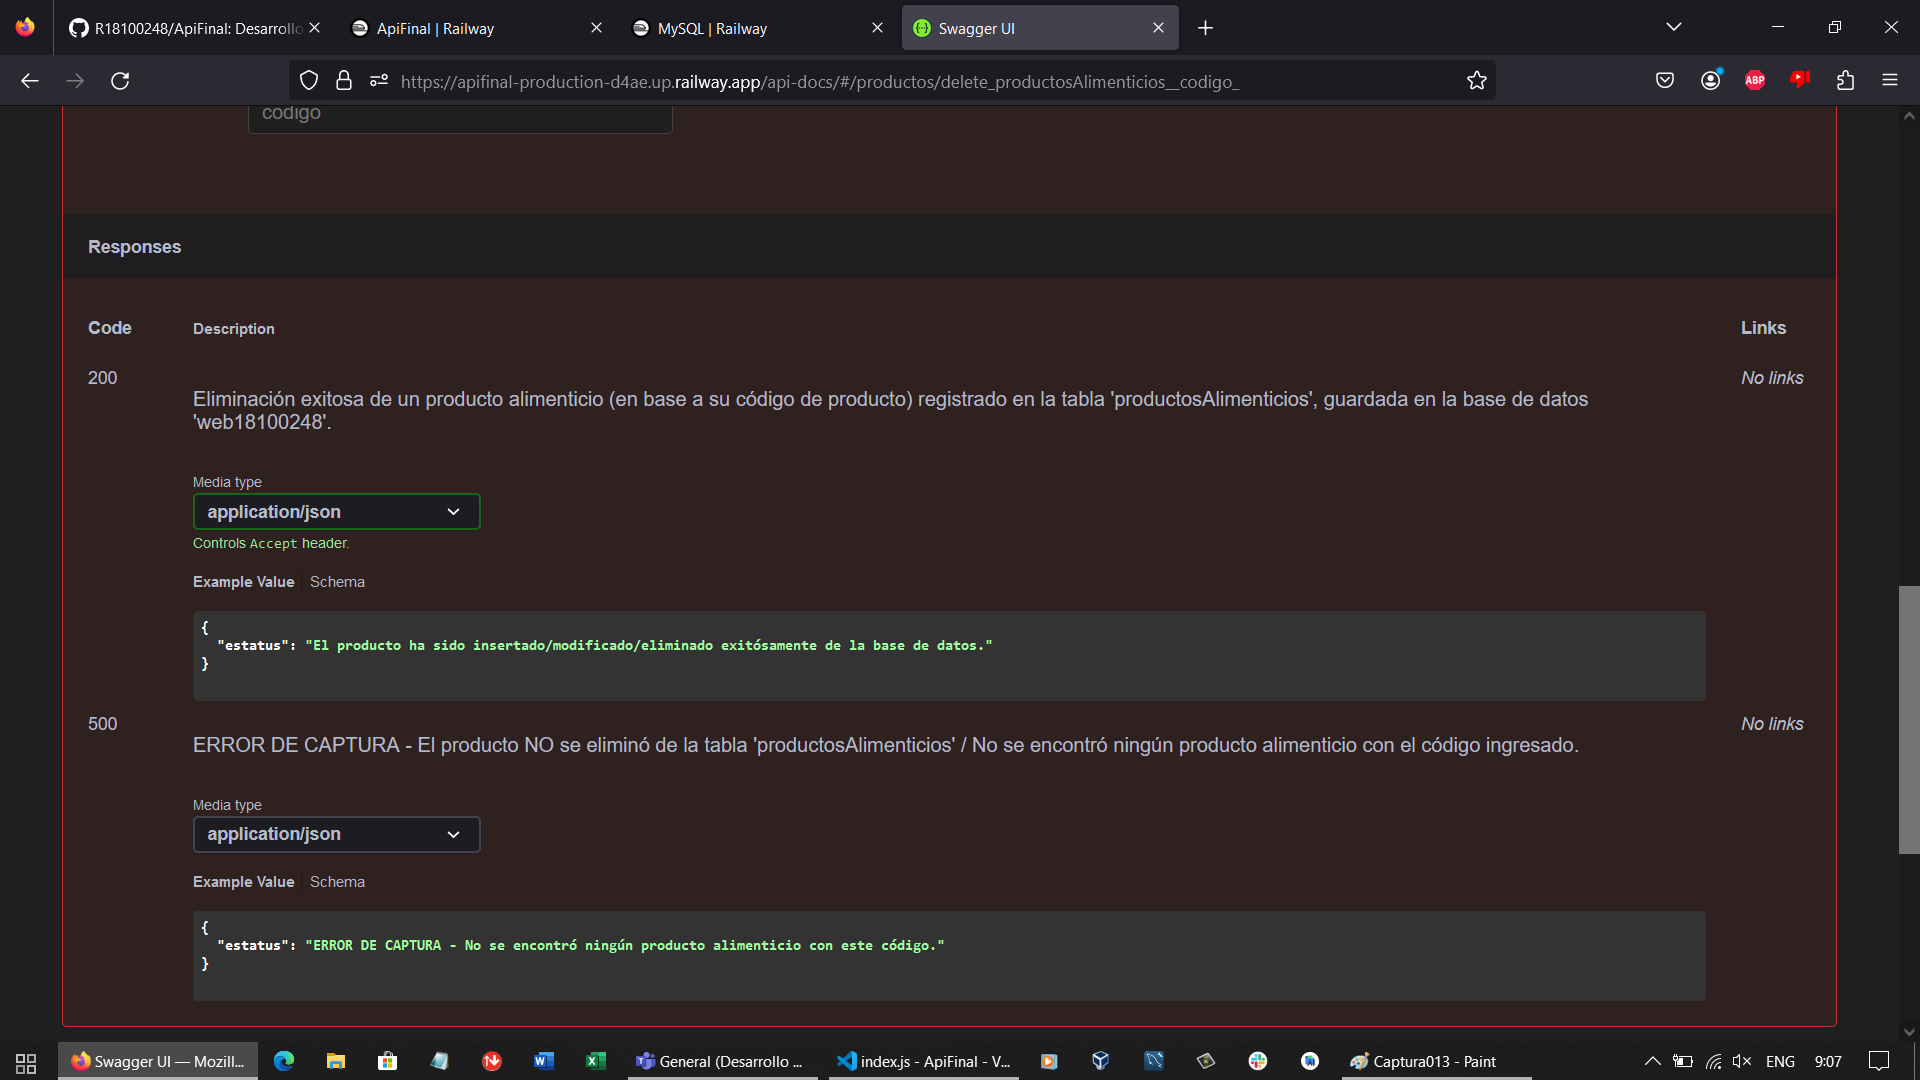 R18100248/ApiFinal: Desarrollo
ApiFinal | Railway
MySQL | Railway
Swagger UI
https://apifinal-production-d4ae.up.railway.app/api-docs/#/productos/delete_productosAlimenticios__codigo_
ABP
codigo
Responses
Code
Description
Links
200
No links
Eliminación exitosa de un producto alimenticio (en base a su código de producto) registrado en la tabla 'productosAlimenticios', guardada en la base de datos
'web18100248'.
Media type
application/json
Controls Accept header.
Example Value
Schema
{
"estatus": "El producto ha sido insertado/modificado/eliminado exitósamente de la base de datos."
}
500
No links
ERROR DE CAPTURA - El producto NO se eliminó de la tabla 'productosAlimenticios' / No se encontró ningún producto alimenticio con el código ingresado.
Media type
application/json
Example Value
Schema
{
"estatus": "ERROR DE CAPTURA - No se encontró ningún producto alimenticio con este código."
}
Swagger UI — Mozill...
General (Desarrollo ...
index.js - ApiFinal - V...
Captura013 - Paint
ENG
9:07